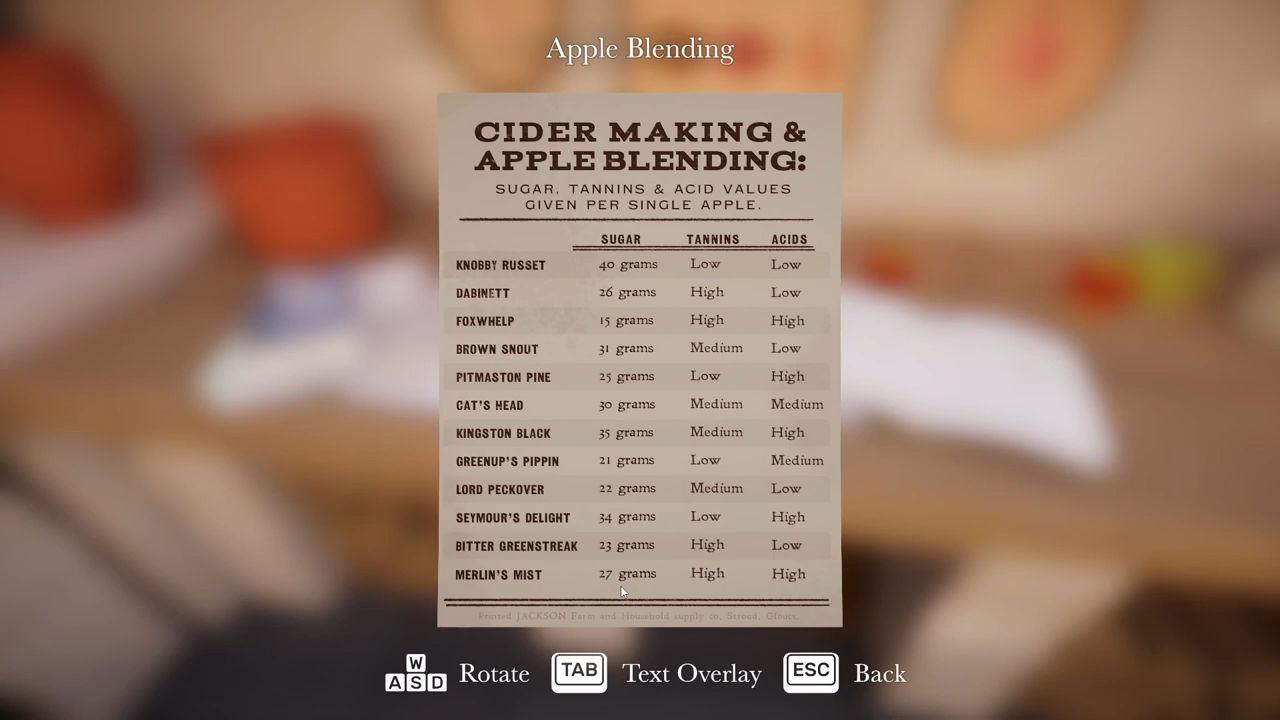 Apple Blending
CIDER MAKING &
APPLE BLENDING:
SUGAR, TANNINS & ACID VALUES
GIVEN PER SINGLE APPLE.
SUGAR TANNINS ACIDS
KNOBBY RUSSET 40 grams Low Low
DABINETT 26 grams High Low
FOXWHELP 15 grams High High
BROWN SNOUT 31 grams Medium Low
PITMASTON PINE 25 grams Low High
CAT'S HEAD 30 grams Medium Medium
KINGSTON BLACK 35 grams Medium High
GREENUP'S PIPPIN 21 grams Low Medium
LORD PECKOVER 22 grams Medium Low
SEYMOUR'S DELIGHT 34 grams Low High
BITTER GREENSTREAK 23 grams High Low
MERLIN'S MIST 27 grams High High
Printed JACKSON Farm and Household supply co, Stroud, Gloucs.
W
A S D Rotate TAB Text Overlay ESC Back